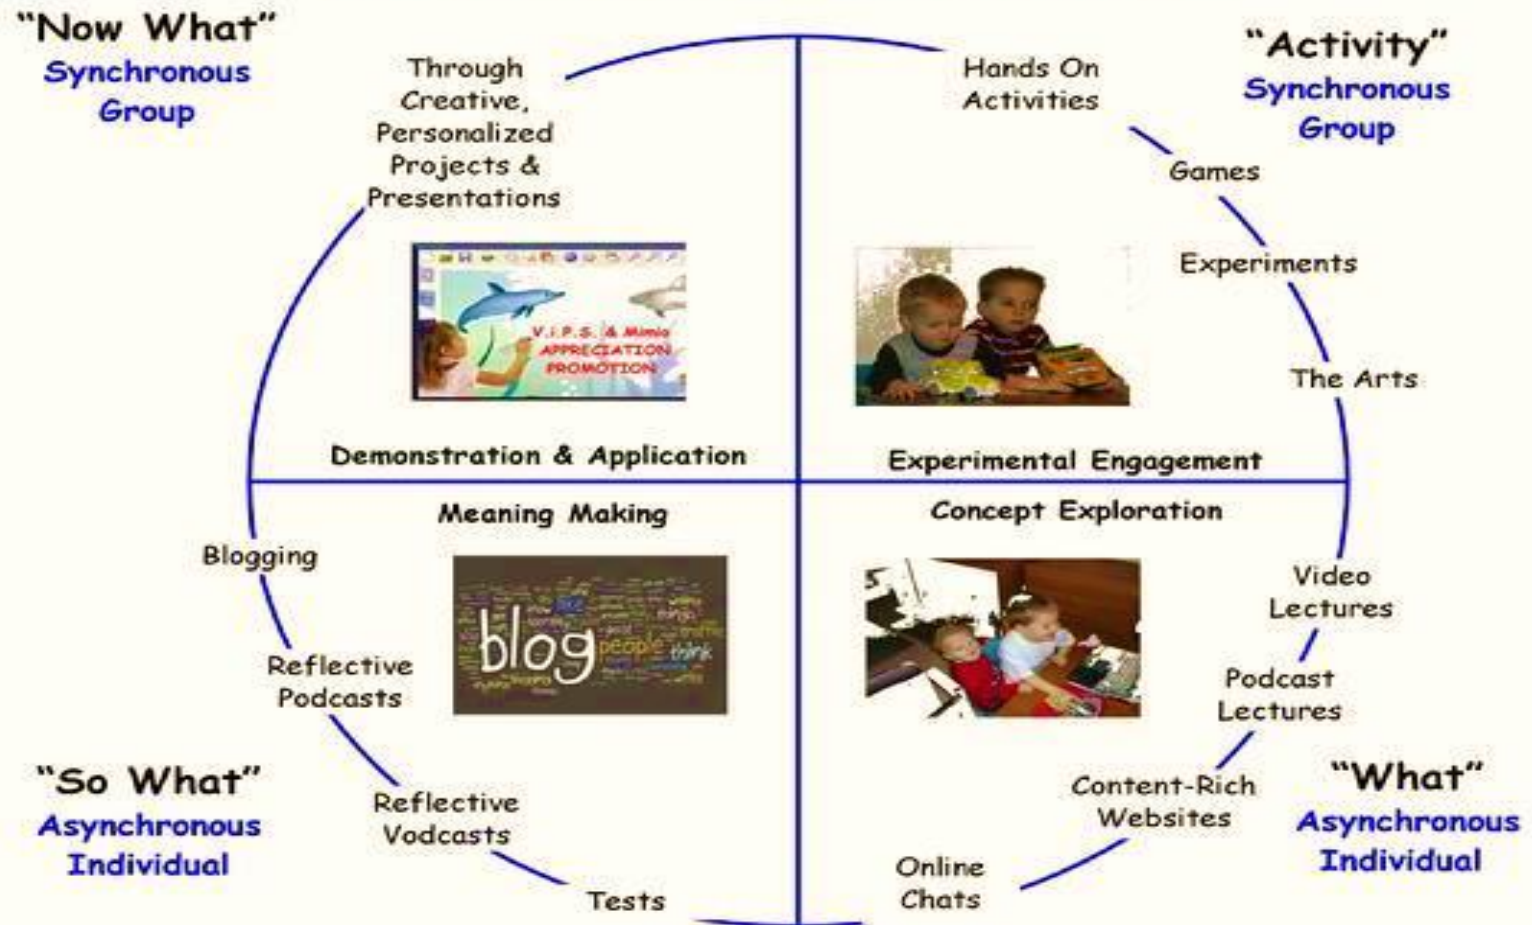 “Now What”
Synchronous
Group
Through
Creative,
Personalized
Projects &
Presentations
V.i.P.S. & Mimio
APPRECIATION
PROMOTION
Demonstration & Application
“Activity”
Synchronous
Group
Hands On
Activities
Games
Experiments
The Arts
Experimental Engagement
Concept Exploration
Video
Lectures
Podcast
Lectures
Content-Rich
Websites
Online
Chats
“What”
Asynchronous
Individual
Meaning Making
blog
people
think
Blogging
Reflective
Podcasts
Reflective
Vodcasts
Tests
“So What”
Asynchronous
Individual